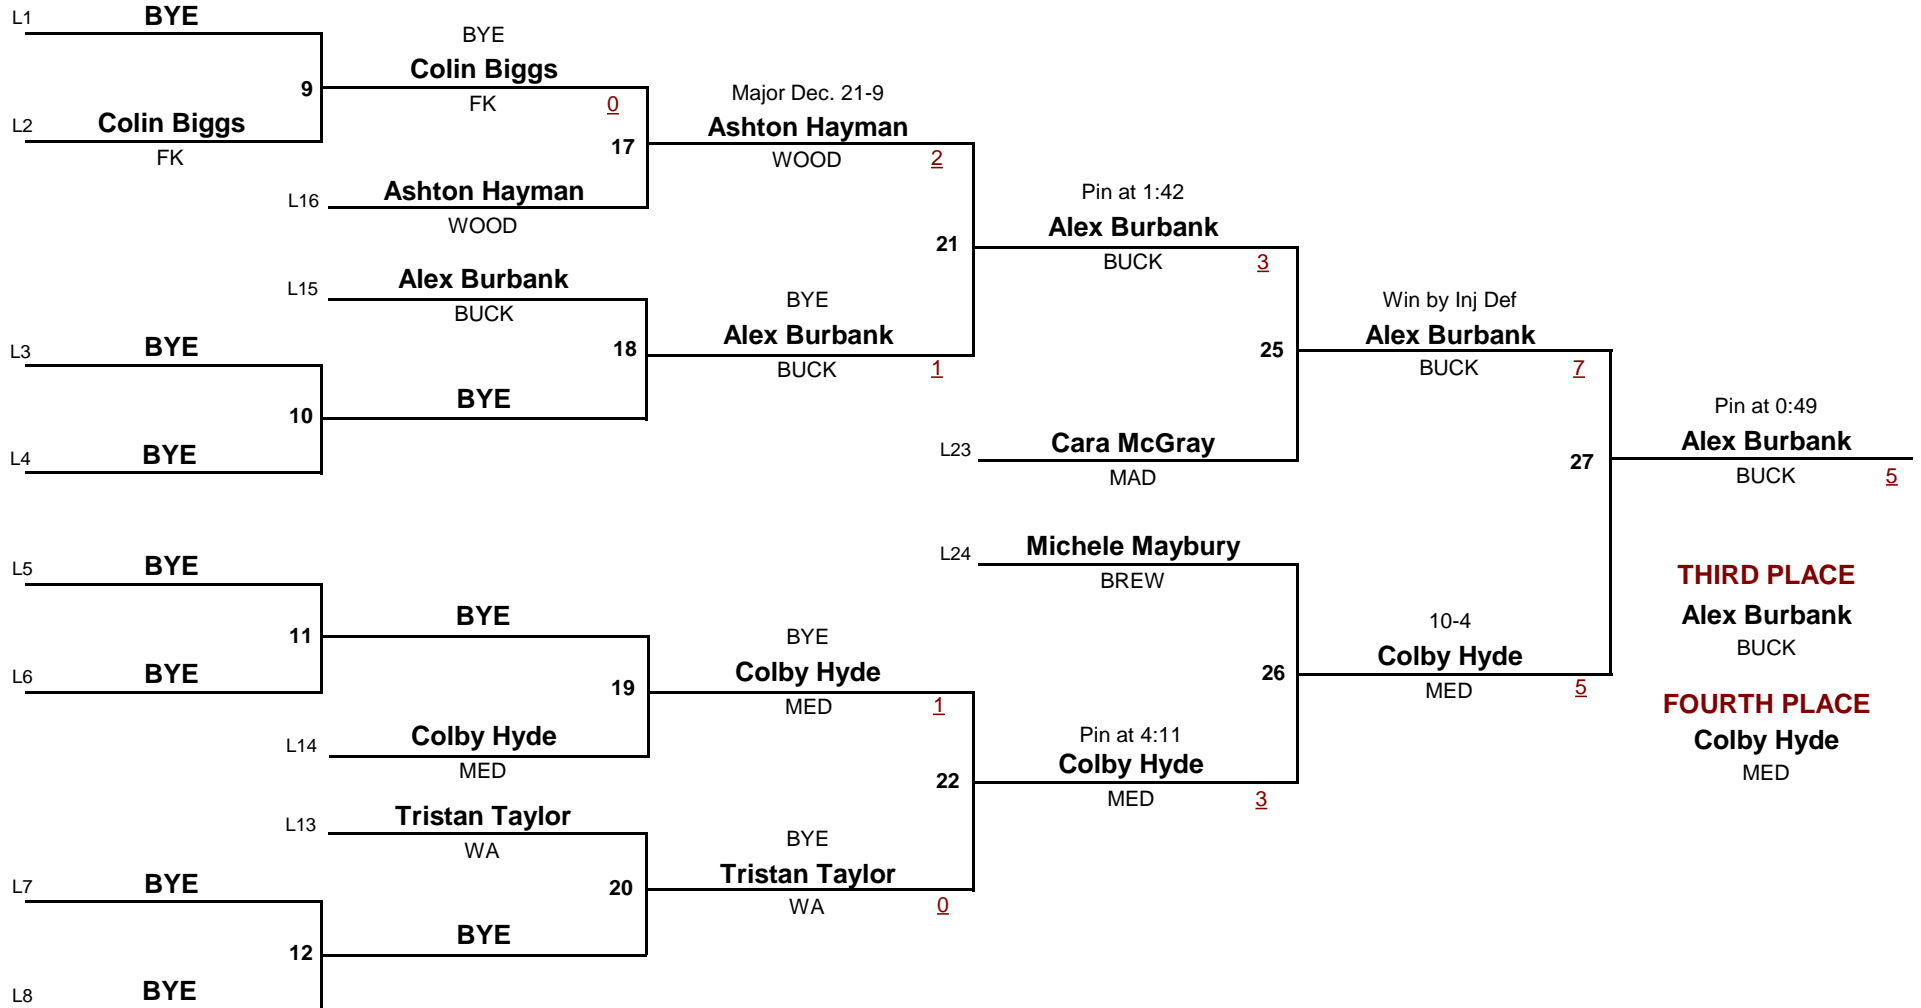 L1 BYE
BYE
Colin Biggs
9
FK 0
L2 Colin Biggs
FK
Major Dec. 21-9
Ashton Hayman
17
WOOD 2
L16 Ashton Hayman
WOOD
Pin at 1:42
Alex Burbank
21
BUCK 3
L15 Alex Burbank
BUCK
BYE
Alex Burbank
18
BUCK 1
L3 BYE
BYE
10
L4 BYE
Win by Inj Def
Alex Burbank
25
BUCK 7
L23 Cara McGray
MAD
Pin at 0:49
Alex Burbank
27
BUCK 5
L5 BYE
BYE
11
L6 BYE
L24 Michele Maybury
BREW
BYE
Colby Hyde
19
MED 1
L14 Colby Hyde
MED
10-4
Colby Hyde
26
MED 5
Pin at 4:11
Colby Hyde
22
MED 3
L13 Tristan Taylor
WA
BYE
Tristan Taylor
20
WA 0
L7 BYE
BYE
12
L8 BYE
THIRD PLACE
Alex Burbank
BUCK
FOURTH PLACE
Colby Hyde
MED